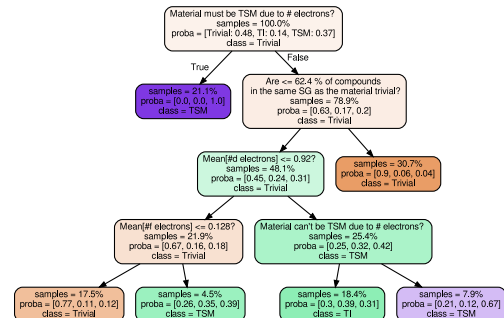 Material must be TSM due to # electrons?
samples = 100.0%
proba = [Trivial: 0.48, TI: 0.14, TSM: 0.37]
class = Trivial
True
False
samples = 21.1%
proba = [0.0, 0.0, 1.0]
class = TSM
Are <= 62.4 % of compounds
in the same SG as the material trivial?
samples = 78.9%
proba = [0.63, 0.17, 0.2]
class = Trivial
Mean[#d electrons] <= 0.92?
samples = 48.1%
proba = [0.45, 0.24, 0.31]
class = Trivial
samples = 30.7%
proba = [0.9, 0.06, 0.04]
class = Trivial
Mean[#f electrons] <= 0.128?
samples = 21.9%
proba = [0.67, 0.16, 0.18]
class = Trivial
Material can't be TSM due to # electrons?
samples = 25.4%
proba = [0.25, 0.32, 0.42]
class = TSM
samples = 17.5%
proba = [0.77, 0.11, 0.12]
class = Trivial
samples = 4.5%
proba = [0.26, 0.35, 0.39]
class = TSM
samples = 18.4%
proba = [0.3, 0.39, 0.31]
class = TI
samples = 7.9%
proba = [0.21, 0.12, 0.67]
class = TSM